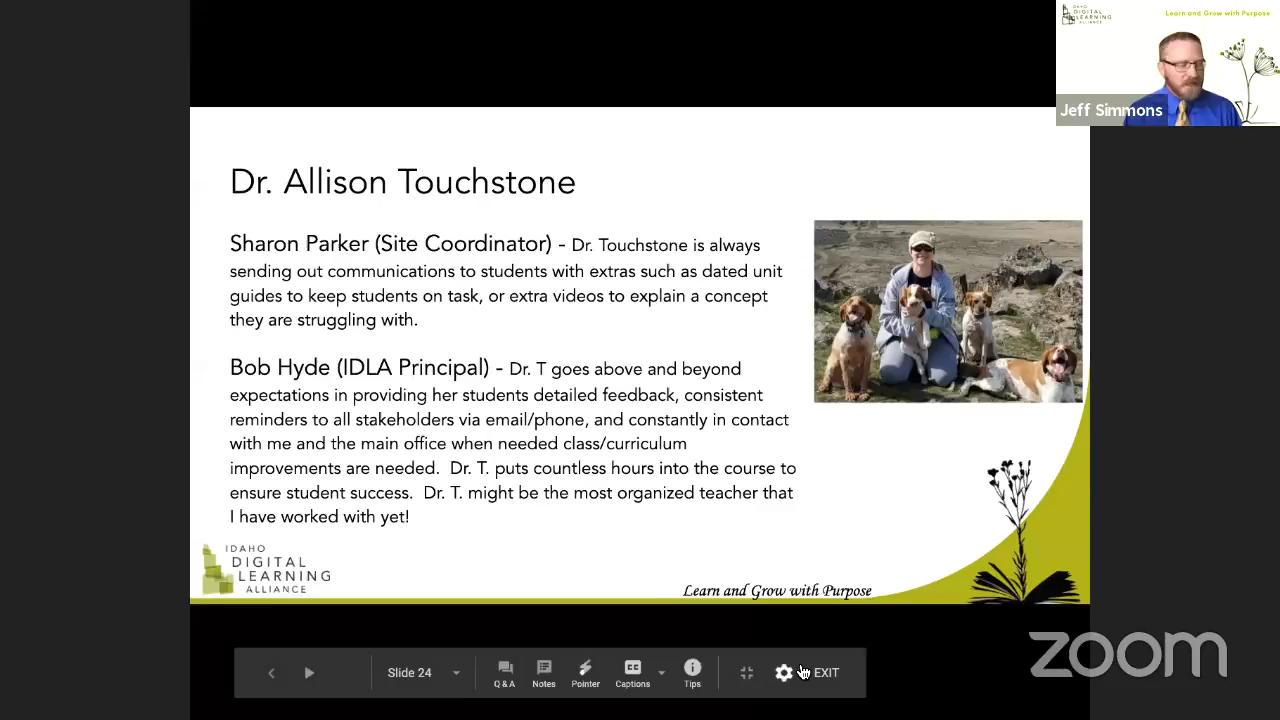 IDAHO
DIGITAL
LEARNING
ALLIANCE
Learn and Grow with Purpose
Jeff Simmons
Dr. Allison Touchstone
Sharon Parker (Site Coordinator) - Dr. Touchstone is always
sending out communications to students with extras such as dated unit
guides to keep students on task, or extra videos to explain a concept
they are struggling with.
Bob Hyde (IDLA Principal) - Dr. T goes above and beyond
expectations in providing her students detailed feedback, consistent
reminders to all stakeholders via email/phone, and constantly in contact
with me and the main office when needed class/curriculum
improvements are needed.  Dr. T. puts countless hours into the course to
ensure student success.  Dr. T. might be the most organized teacher that
I have worked with yet!
IDAHO
DIGITAL
LEARNING
ALLIANCE
Learn and Grow with Purpose
zoom
Slide 24
Q & A
Notes
Pointer
CC
Captions
Tips
EXIT